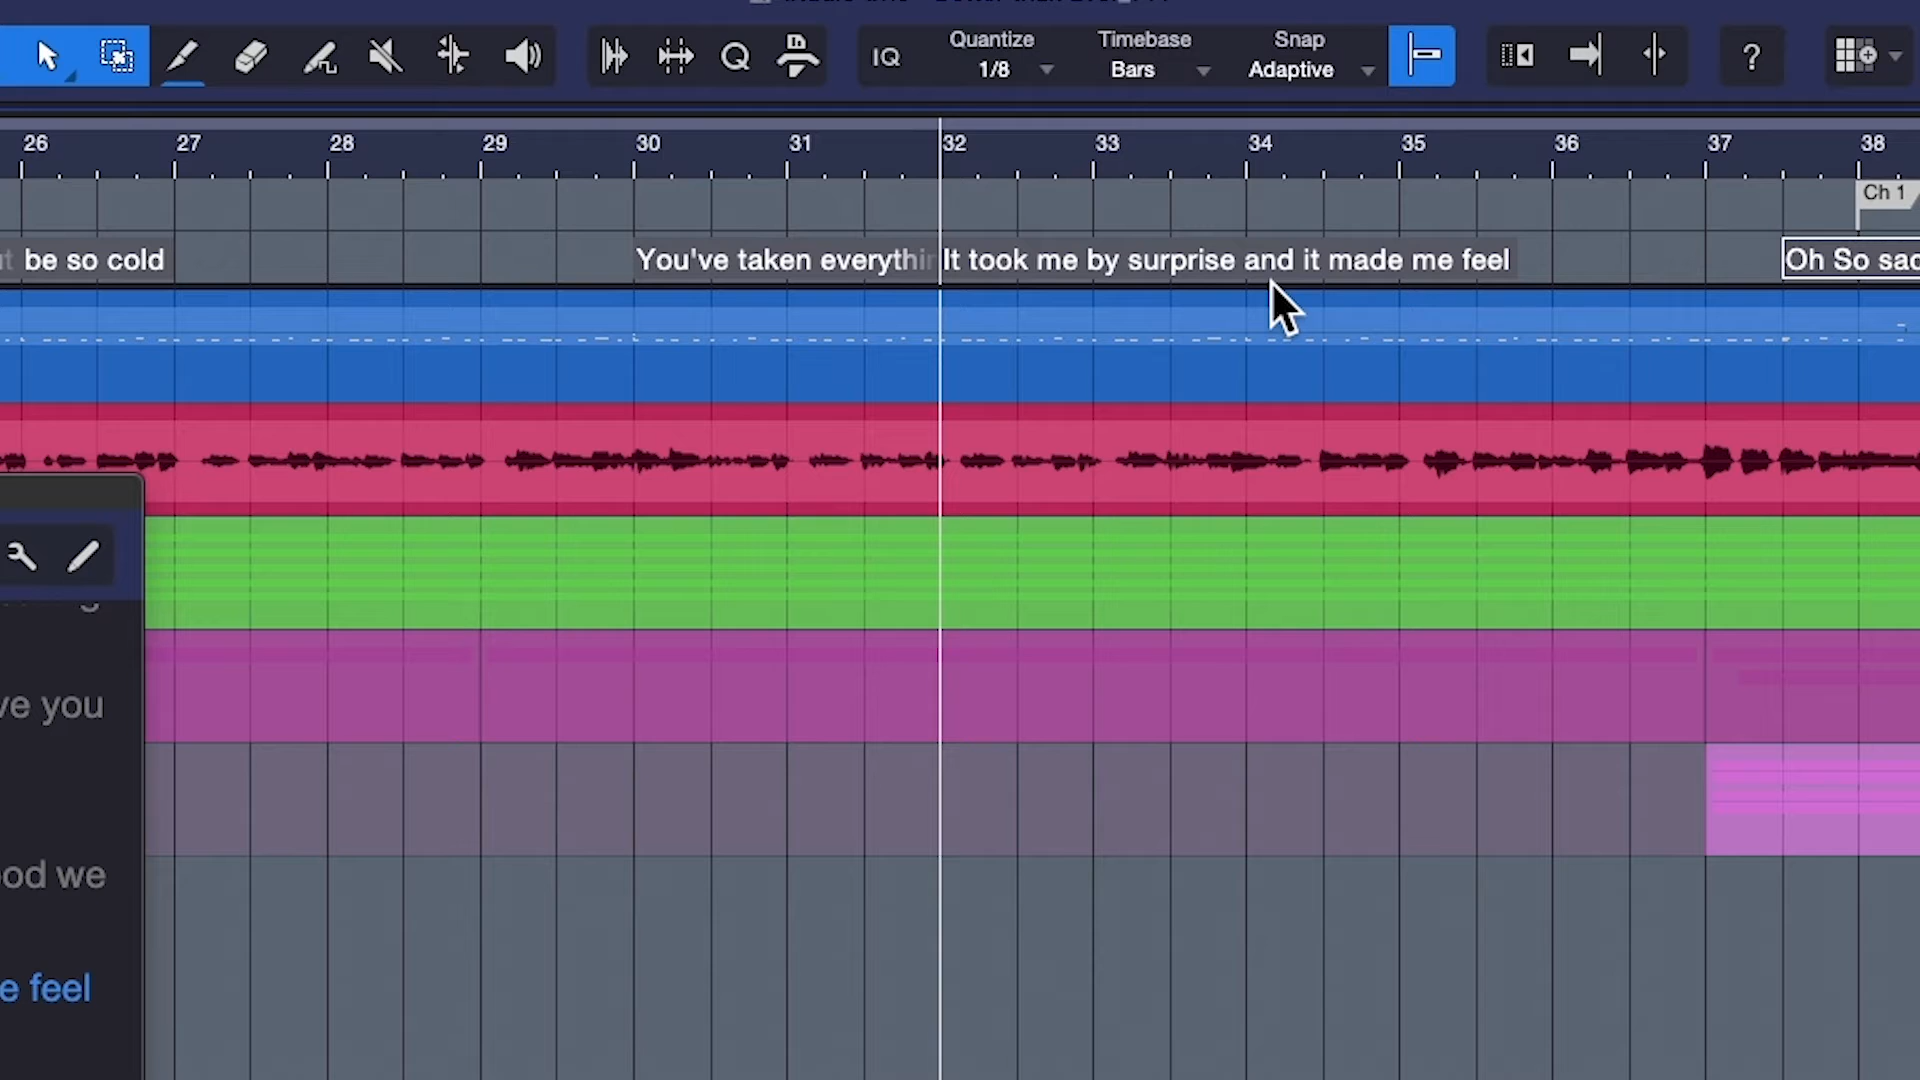 IQ
Quantize
1/8
Timebase
Bars
Snap
Adaptive
?
26 27 28 29 30 31 32 33 34 35 36 37 38
Ch 1
be so cold
You've taken everythin
It took me by surprise and it made me feel
Oh So sad
ve you
ood we
e feel